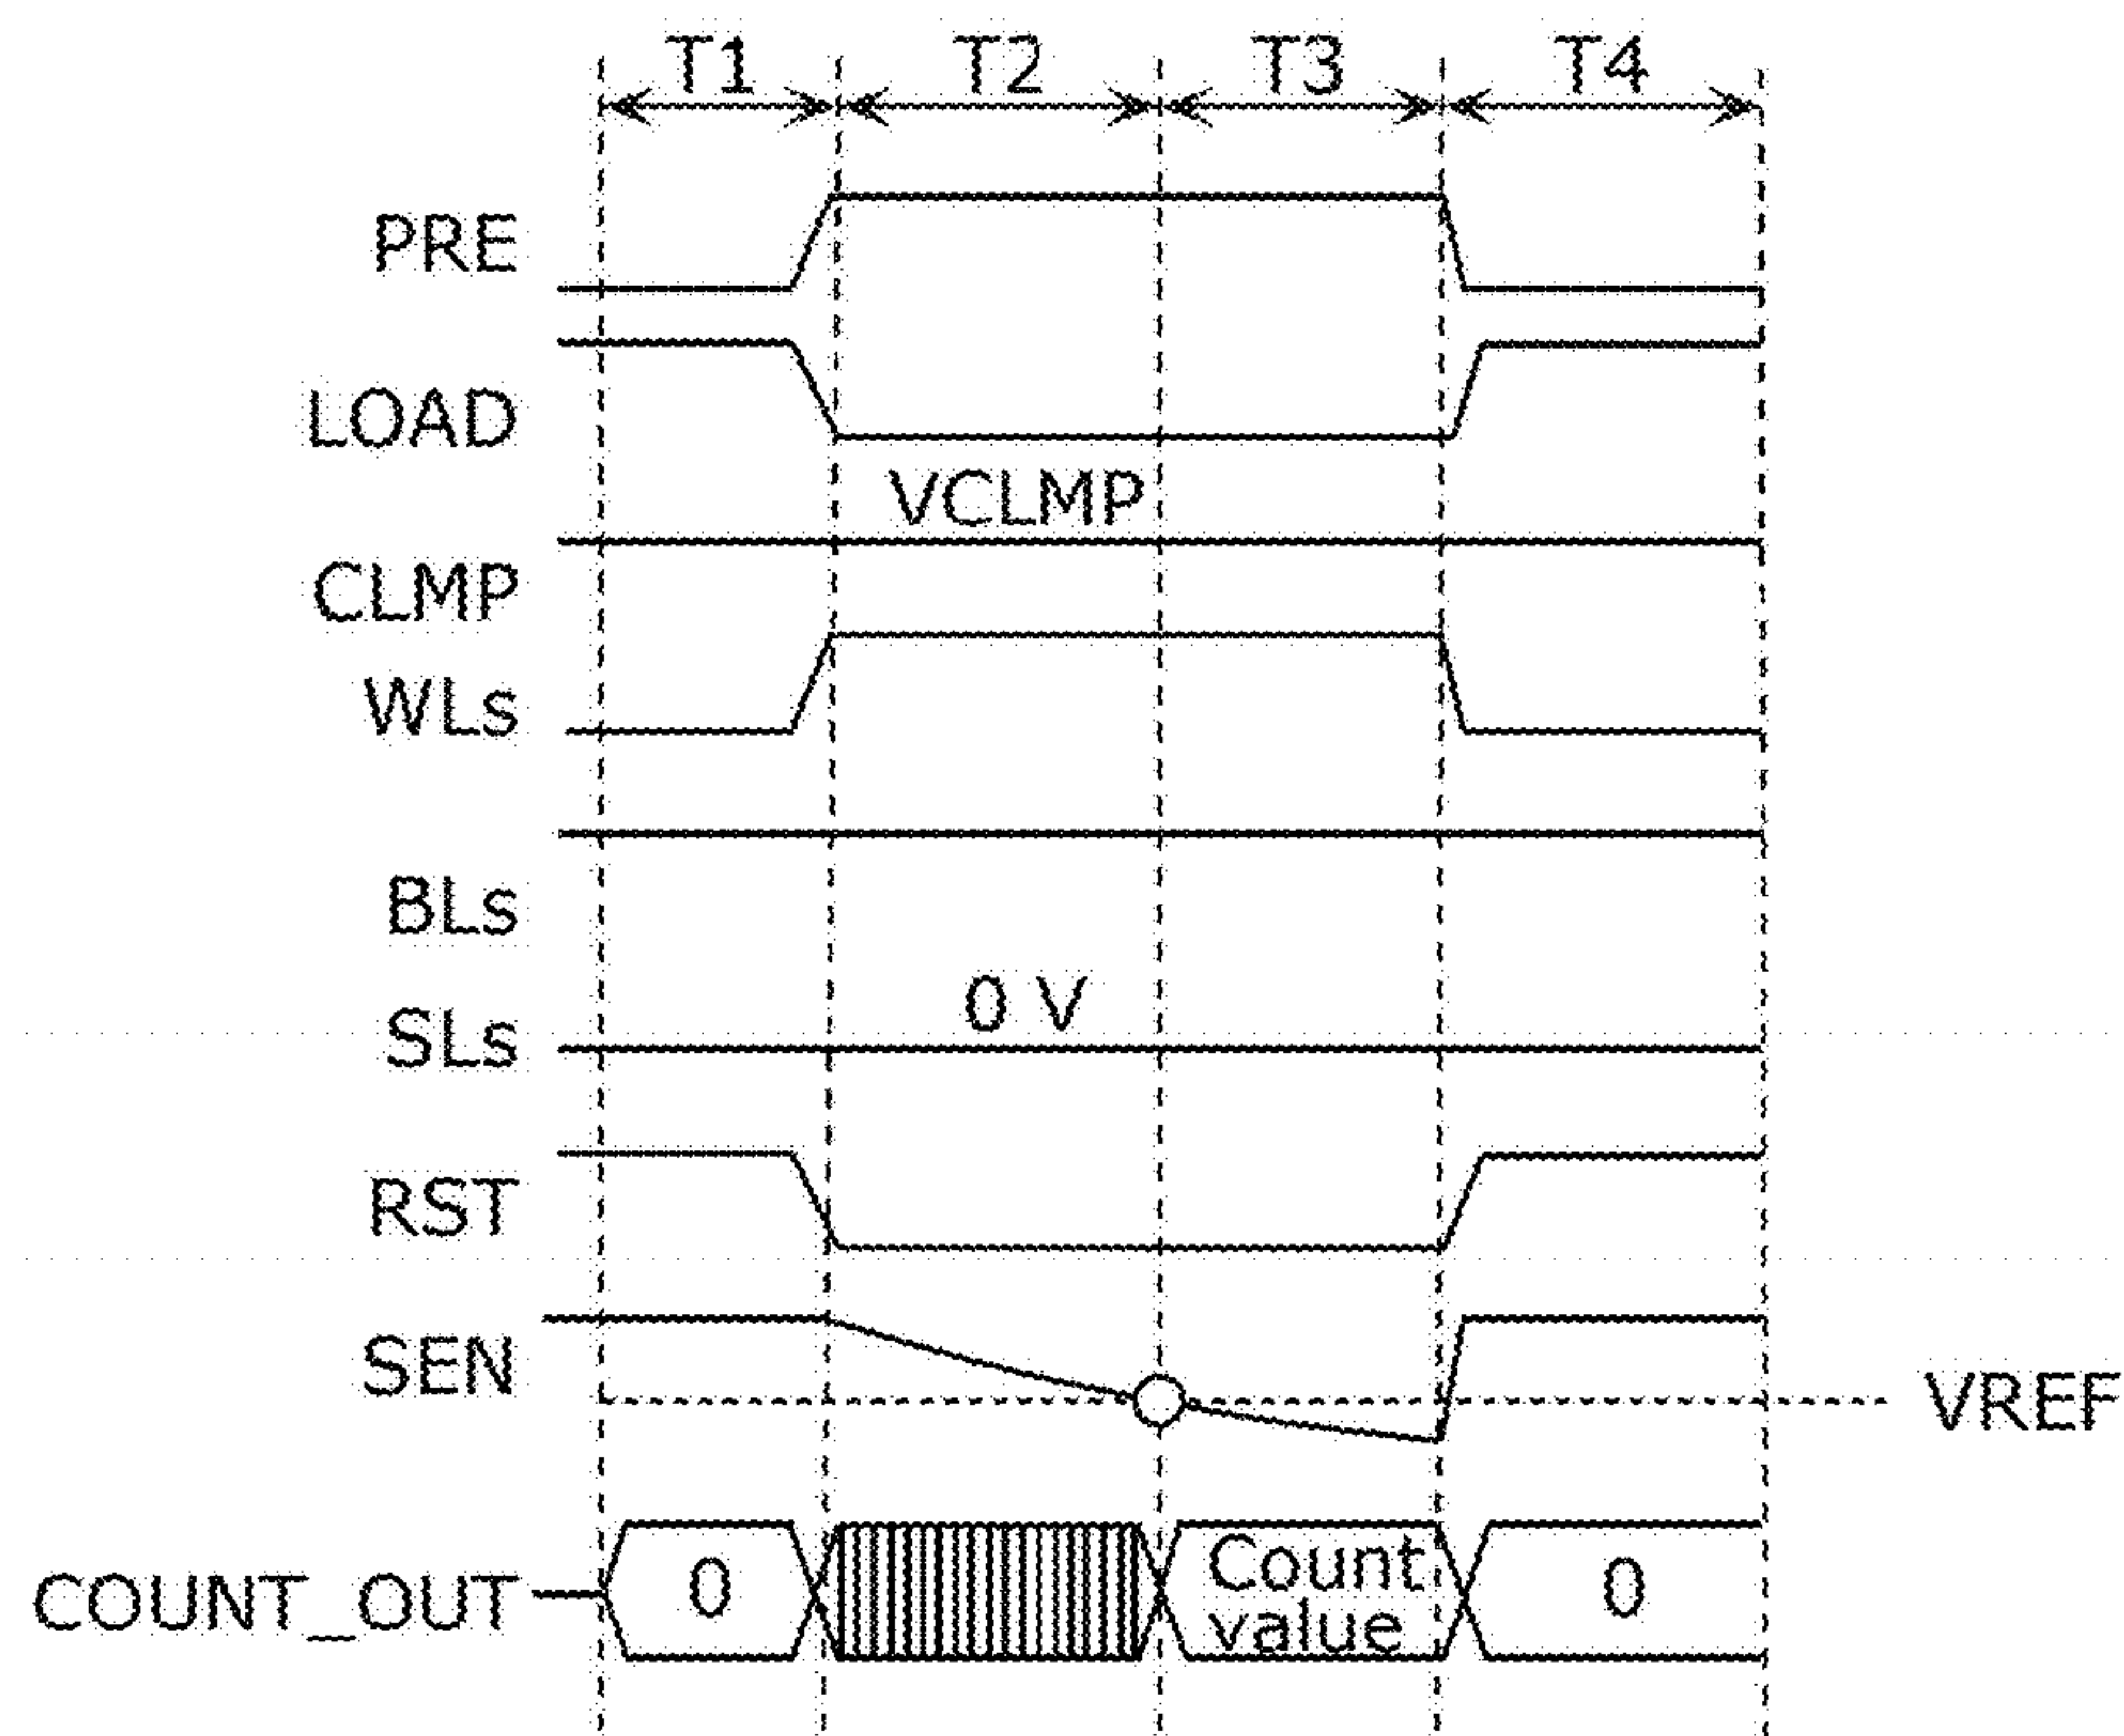 T1 T2 T3 T4
PRE
LOAD
VCLMP
CLMP
WLs
BLs
0 V
SLs
RST
SEN
VREF
COUNT_OUT 0 Count value 0